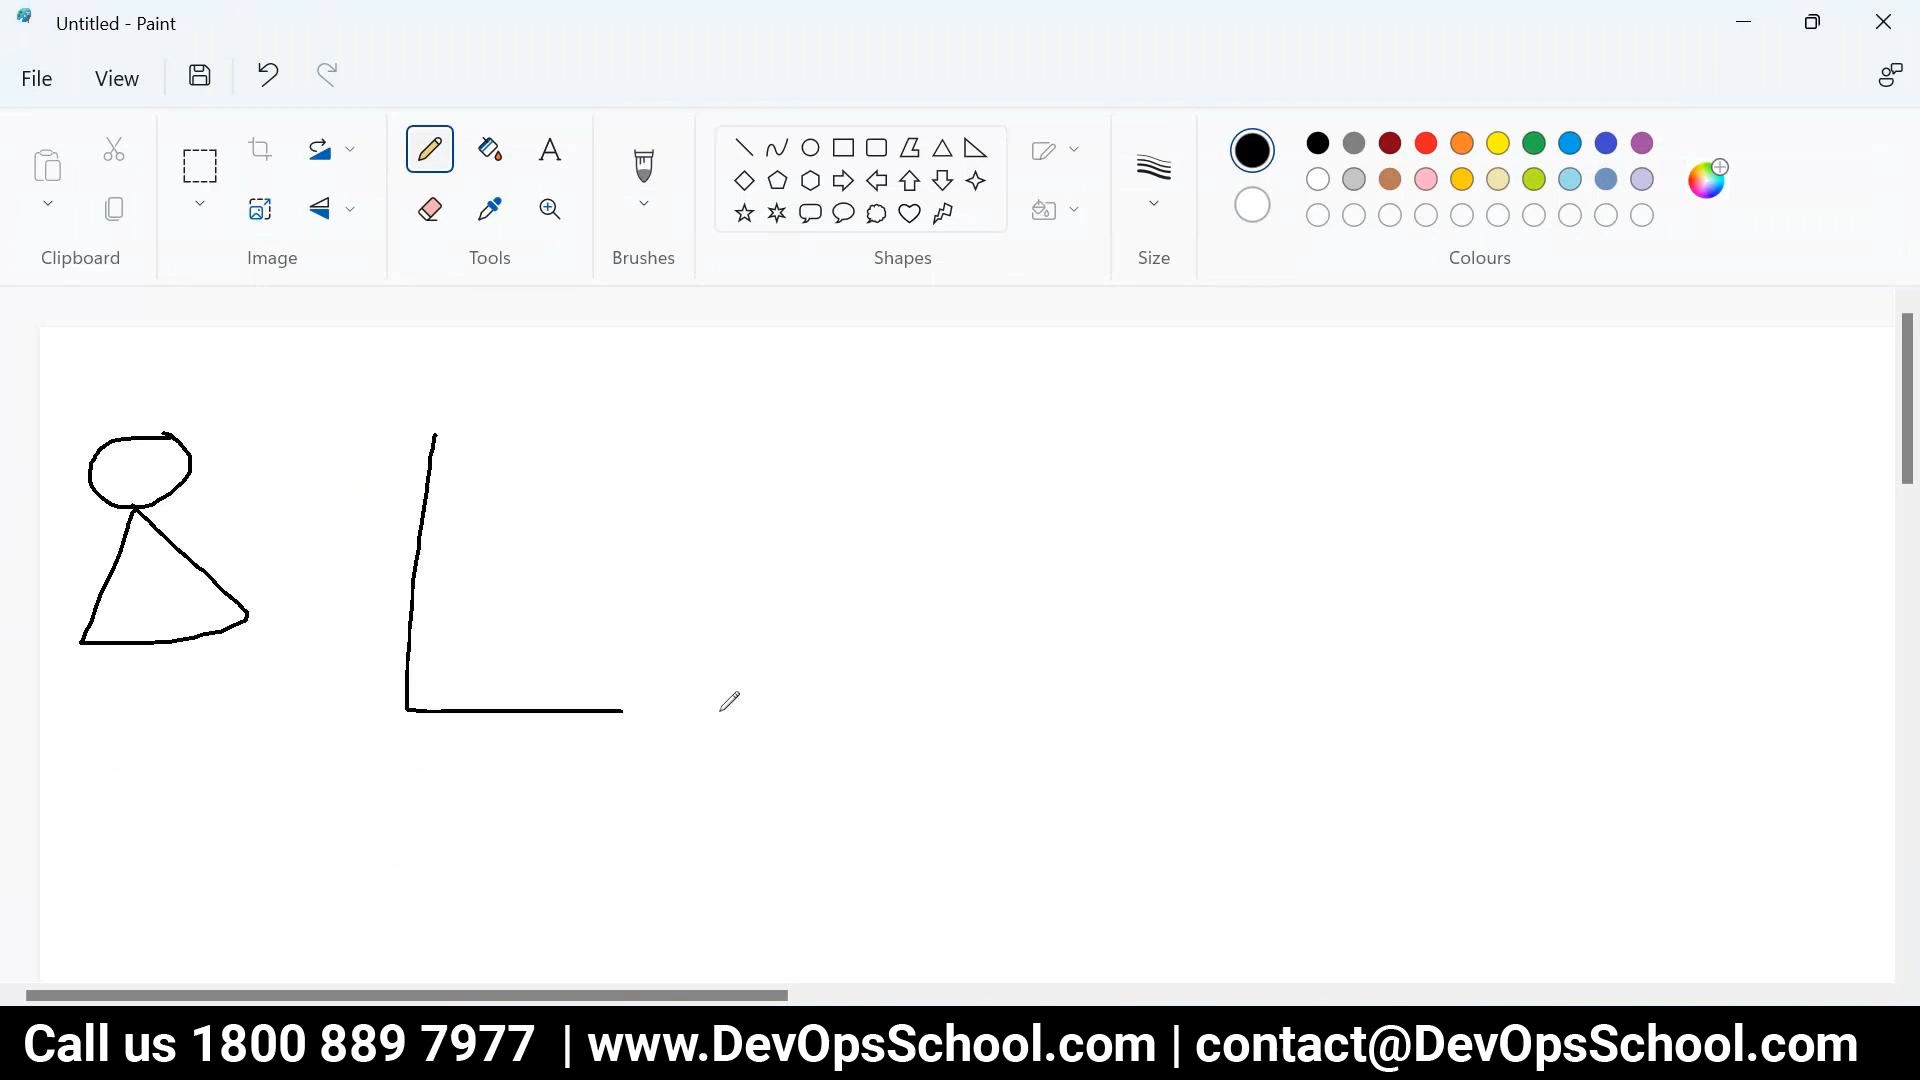 Untitled - Paint
File View
Clipboard
Image
Tools
Brushes
Shapes
Size
Colours
Call us 1800 889 7977 | www.DevOpsSchool.com | contact@DevOpsSchool.com